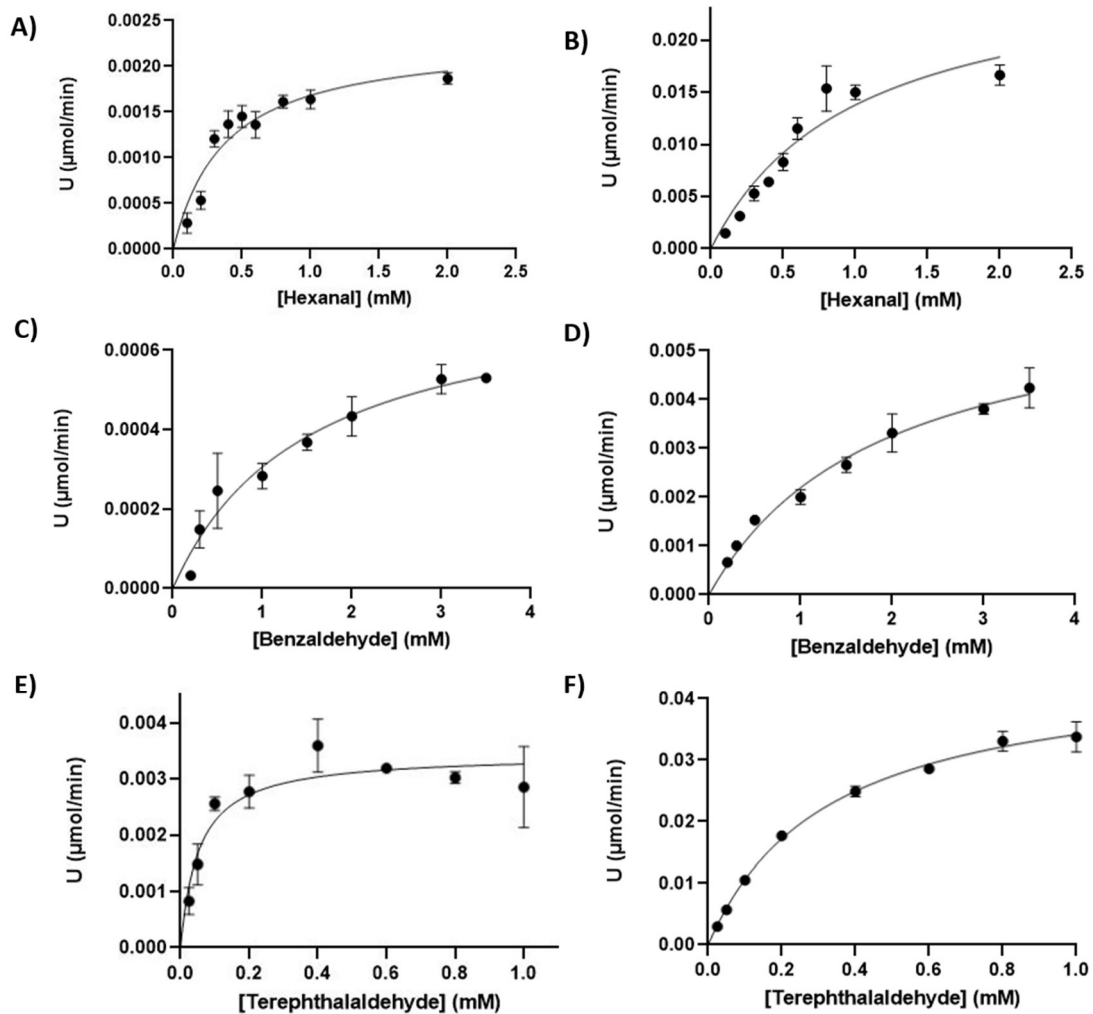 A)
U (µmol/min)
0.0025
0.0020
0.0015
0.0010
0.0005
0.0000
0.0 0.5 1.0 1.5 2.0 2.5
[Hexanal] (mM)
B)
U (µmol/min)
0.020
0.015
0.010
0.005
0.000
0.0 0.5 1.0 1.5 2.0 2.5
[Hexanal] (mM)
C)
U (µmol/min)
0.0006
0.0004
0.0002
0.0000
0 1 2 3 4
[Benzaldehyde] (mM)
D)
U (µmol/min)
0.005
0.004
0.003
0.002
0.001
0.000
0 1 2 3 4
[Benzaldehyde] (mM)
E)
U (µmol/min)
0.004
0.003
0.002
0.001
0.000
0.0 0.2 0.4 0.6 0.8 1.0
[Terephthalaldehyde] (mM)
F)
U (µmol/min)
0.04
0.03
0.02
0.01
0.00
0.0 0.2 0.4 0.6 0.8 1.0
[Terephthalaldehyde] (mM)